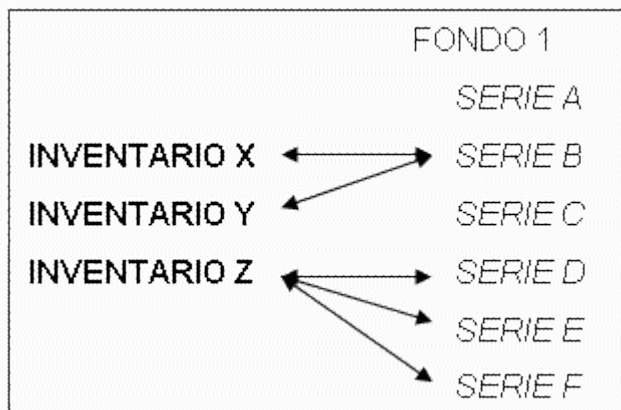 FONDO 1
SERIE A
INVENTARIO X SERIE B
INVENTARIO Y SERIE C
INVENTARIO Z SERIE D
SERIE E
SERIE F